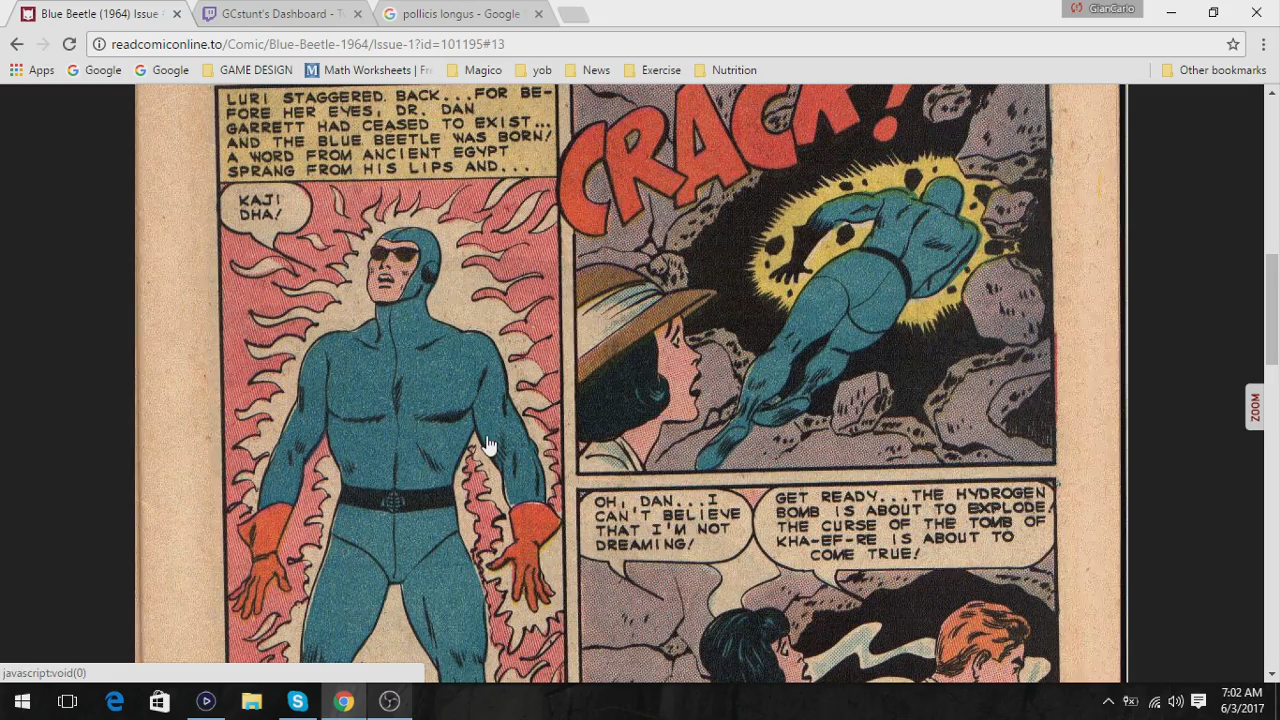 Blue Beetle (1964) Issue
GCstunt's Dashboard - Tw
pollicis longus - Google
GianCarlo
readcomiconline.to/Comic/Blue-Beetle-1964/Issue-1?id=101195#13
Apps
Google
Google
GAME DESIGN
Math Worksheets | Fr
Magico
yob
News
Exercise
Nutrition
Other bookmarks
LURI STAGGERED BACK...FOR BE-
FORE HER EYES, DR. DAN
GARRETT HAD CEASED TO EXIST...
AND THE BLUE BEETLE WAS BORN!
A WORD FROM ANCIENT EGYPT
SPRANG FROM HIS LIPS AND...
KAJI
DHA!
CRACK!
OH, DAN...I
CAN'T BELIEVE
THAT I'M NOT
DREAMING!
GET READY...THE HYDROGEN
BOMB IS ABOUT TO EXPLODE!
THE CURSE OF THE TOMB OF
KHA-EF-RE IS ABOUT TO
COME TRUE!
ZOOM
javascript:void(0)
7:02 AM
6/3/2017